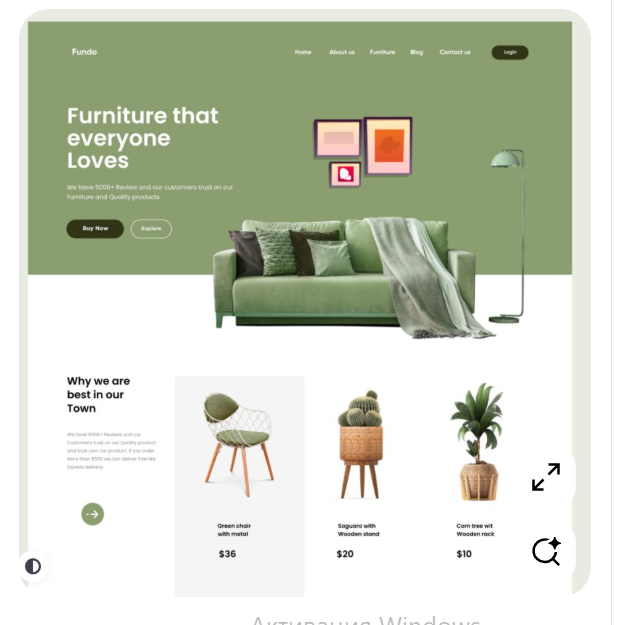 Fundo
Home About us Furniture Blog Contact us Login
Furniture that
everyone
Loves
We have 5000+ Review and our customers trust on our
Furniture and Quality products.
Buy Now Explore
Why we are
best in our
Town
We have 5000+ Reviews and our
Customers trust on our Quality product
and trust own our product. If you order
More than $500 we can deliver free like
Express delivery.
Green chair
with metal
$36
Saguaro with
Wooden stand
$20
Corn tree wit
Wooden rack
$10
Активация Windows